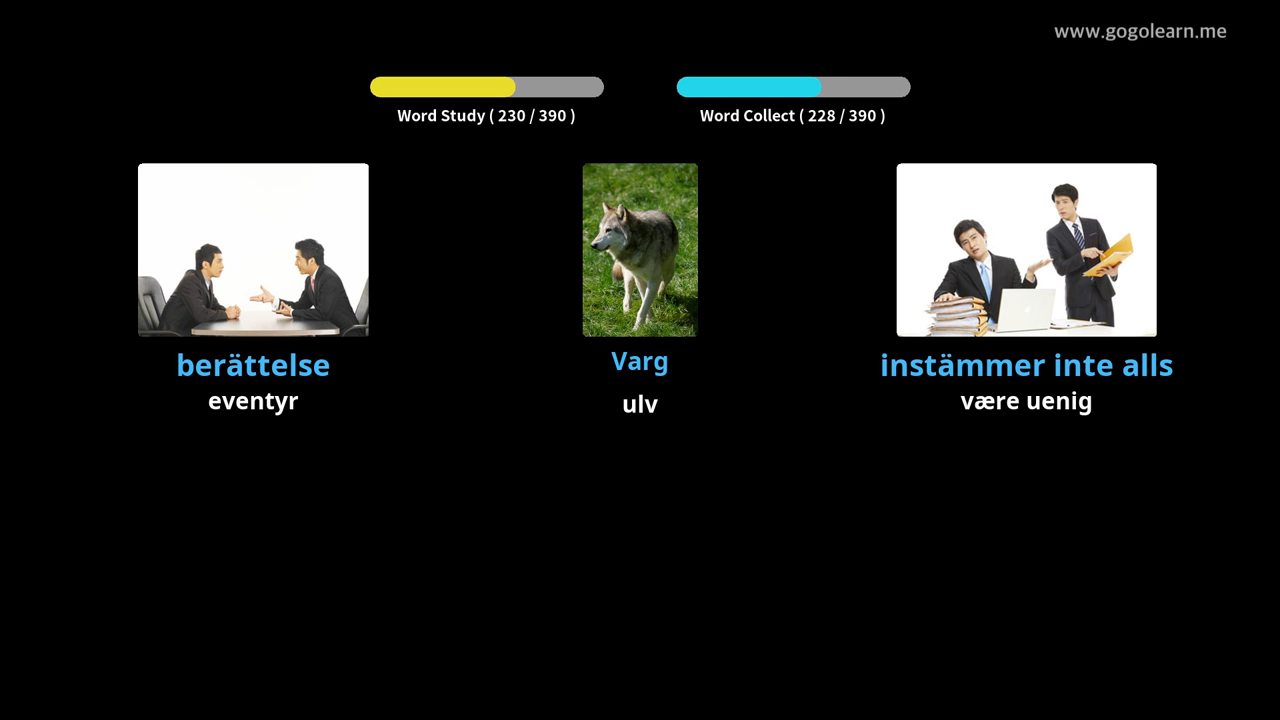 www.gogolearn.me
Word Study ( 230 / 390 )
Word Collect ( 228 / 390 )
berättelse
eventyr
Varg
ulv
instämmer inte alls
være uenig